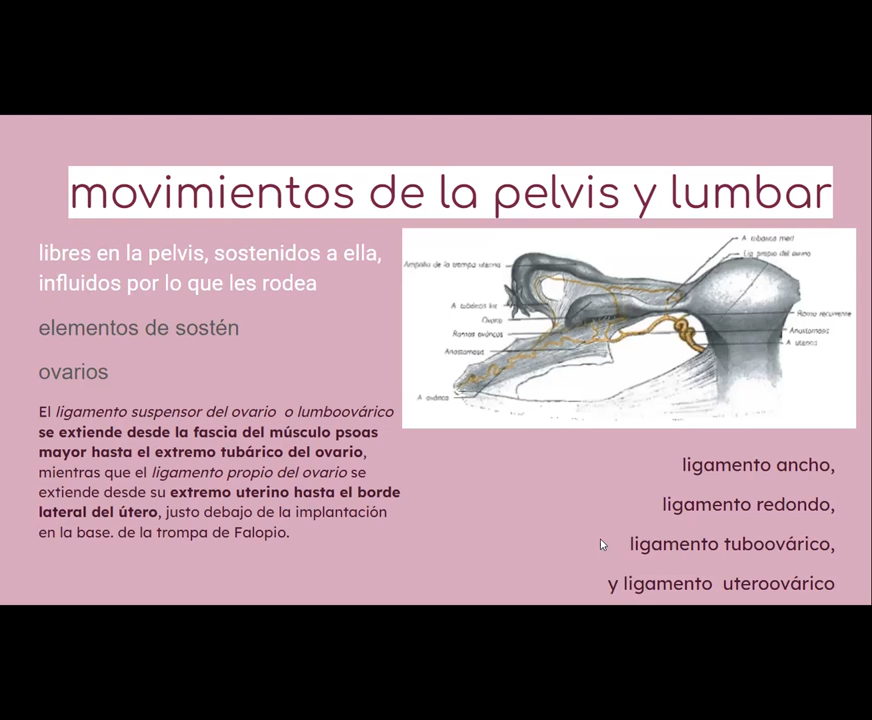 movimientos de la pelvis y lumbar
libres en la pelvis, sostenidos a ella,
influidos por lo que les rodea
elementos de sostén
ovarios
El ligamento suspensor del ovario o lumboovárico
se extiende desde la fascia del músculo psoas
mayor hasta el extremo tubárico del ovario,
mientras que el ligamento propio del ovario se
extiende desde su extremo uterino hasta el borde
lateral del útero, justo debajo de la implantación
en la base. de la trompa de Falopio.
Ampolla de la trompa uterina
Ovario
Ramas ováricas
Anastomosis
A ovárica
Lig propio del ovario
Rama recurrente
Anastomosis
A uterina
ligamento ancho,
ligamento redondo,
ligamento tuboovárico,
y ligamento uteroovárico